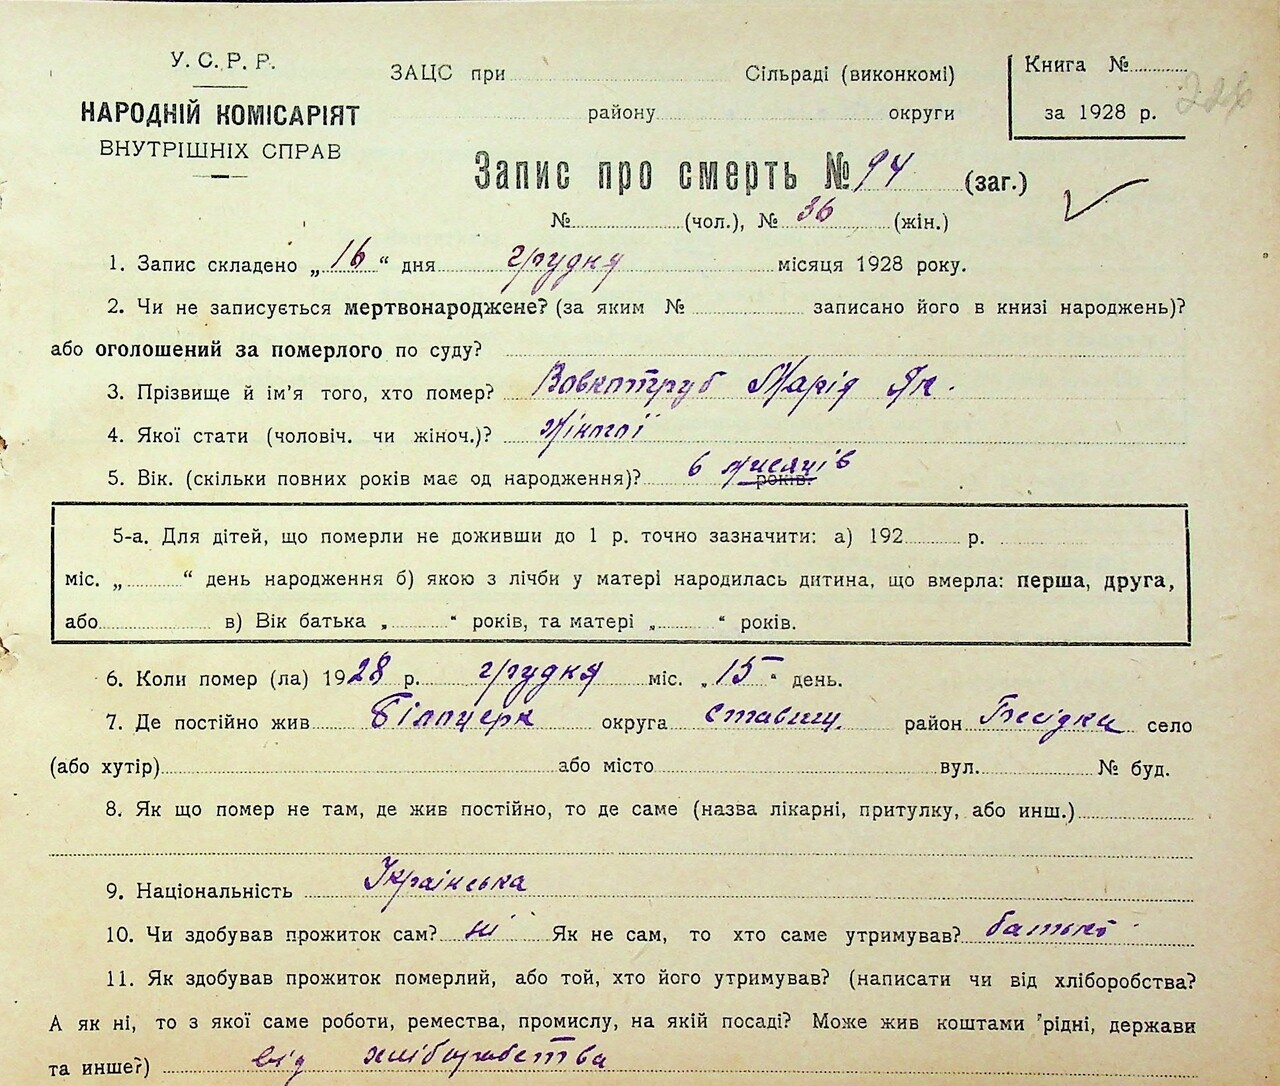 У. С. Р. Р.
НАРОДНІЙ КОМІСАРІЯТ
ВНУТРІШНІХ СПРАВ
ЗАЦС при Сільраді (виконкомі)
району округи
Книга №
за 1928 р.
226
Запис про смерть № 94 (заг.)
№ (чол.), № 36 (жін.)
1. Запис складено „16“ дня грудня місяця 1928 року.
2. Чи не записується мертвонароджене? (за яким № записано його в книзі народжень)?
або оголошений за померлого по суду?
3. Прізвище й ім'я того, хто помер? Вовкотруб Марія Як.
4. Якої стати (чоловіч. чи жіноч.)? Жіночої
5. Вік. (скільки повних років має од народження)? 6 місяців років.
5-а. Для дітей, що померли не доживши до 1 р. точно зазначити: а) 192 р.
міс. „ “ день народження б) якою з лічби у матері народилась дитина, що вмерла: перша, друга,
або в) Вік батька „ “ років, та матері „ “ років.
6. Коли помер (ла) 1928 р. грудня міс. „15“ день.
7. Де постійно жив Білоцерк округа Ставищ. район Бесідка село
(або хутір) або місто вул. № буд.
8. Як що помер не там, де жив постійно, то де саме (назва лікарні, притулку, або инш.)
9. Національність Українська
10. Чи здобував прожиток сам? ні Як не сам, то хто саме утримував? батько
11. Як здобував прожиток померлий, або той, хто його утримував? (написати чи від хліборобства?
А як ні, то з якої саме роботи, ремества, промислу, на якій посаді? Може жив коштами рідні, держави
та инше?) від хліборобства